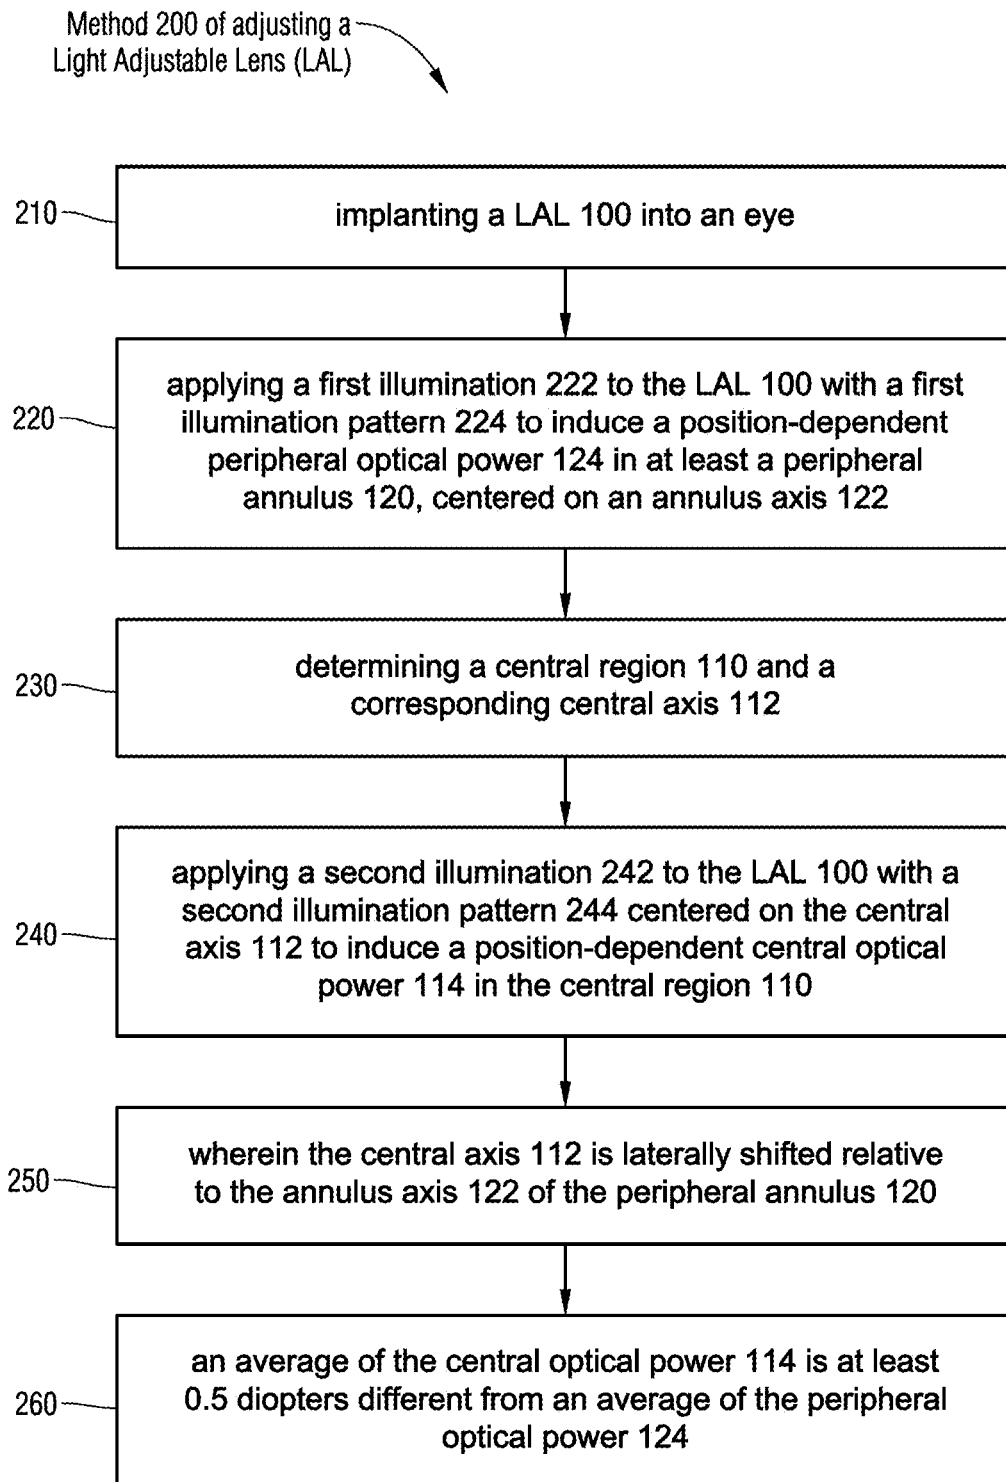 Method 200 of adjusting a
Light Adjustable Lens (LAL)
210
implanting a LAL 100 into an eye
220
applying a first illumination 222 to the LAL 100 with a first
illumination pattern 224 to induce a position-dependent
peripheral optical power 124 in at least a peripheral
annulus 120, centered on an annulus axis 122
230
determining a central region 110 and a
corresponding central axis 112
240
applying a second illumination 242 to the LAL 100 with a
second illumination pattern 244 centered on the central
axis 112 to induce a position-dependent central optical
power 114 in the central region 110
250
wherein the central axis 112 is laterally shifted relative
to the annulus axis 122 of the peripheral annulus 120
260
an average of the central optical power 114 is at least
0.5 diopters different from an average of the peripheral
optical power 124